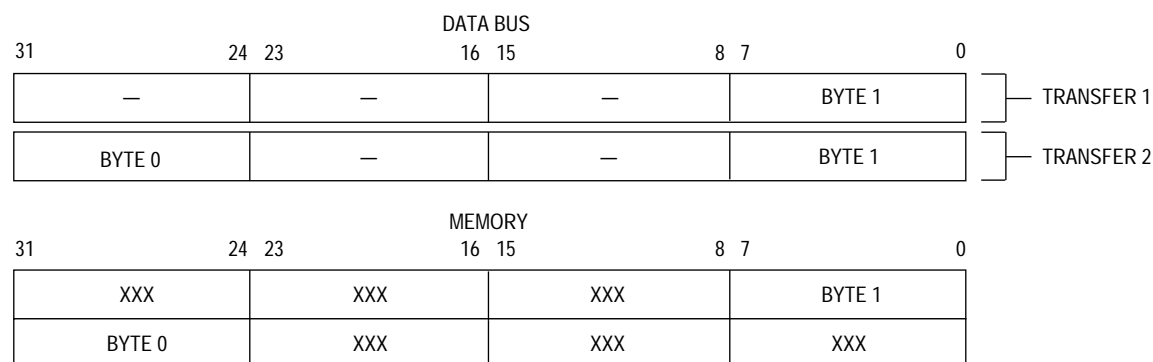 DATA BUS
31 24 23 16 15 8 7 0
— — — BYTE 1 TRANSFER 1
BYTE 0 — — BYTE 1 TRANSFER 2
MEMORY
31 24 23 16 15 8 7 0
XXX XXX XXX BYTE 1
BYTE 0 XXX XXX XXX